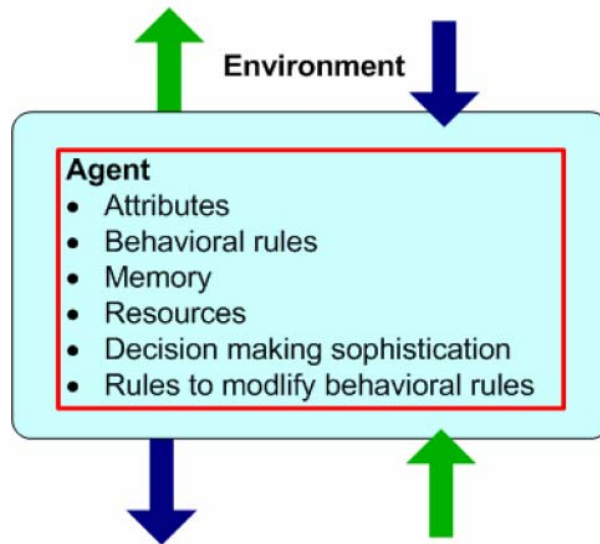 Environment
Agent
• Attributes
• Behavioral rules
• Memory
• Resources
• Decision making sophistication
• Rules to modlify behavioral rules